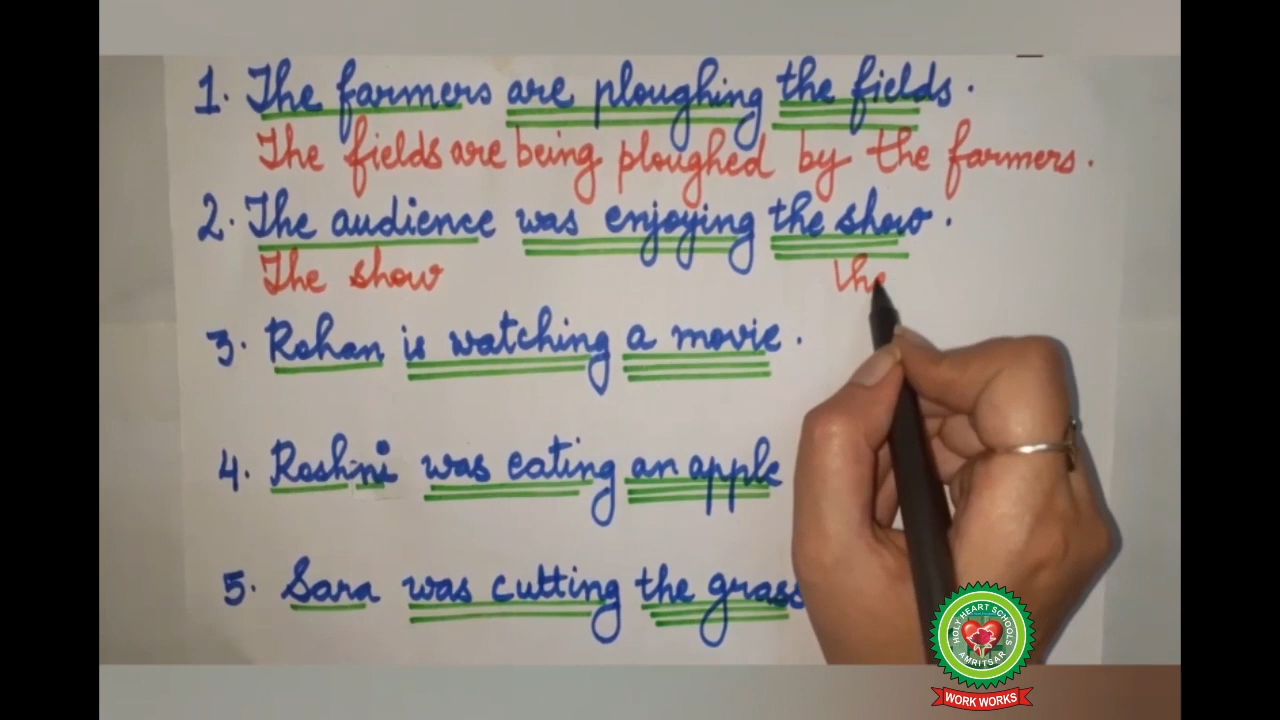 1. The farmers are ploughing the fields.
The fields are being ploughed by the farmers.
2. The audience was enjoying the show.
The show the
3. Rohan is watching a movie.
4. Roshni was eating an apple
5. Sara was cutting the grass
HOLY HEART SCHOOLS
AMRITSAR
WORK WORKS